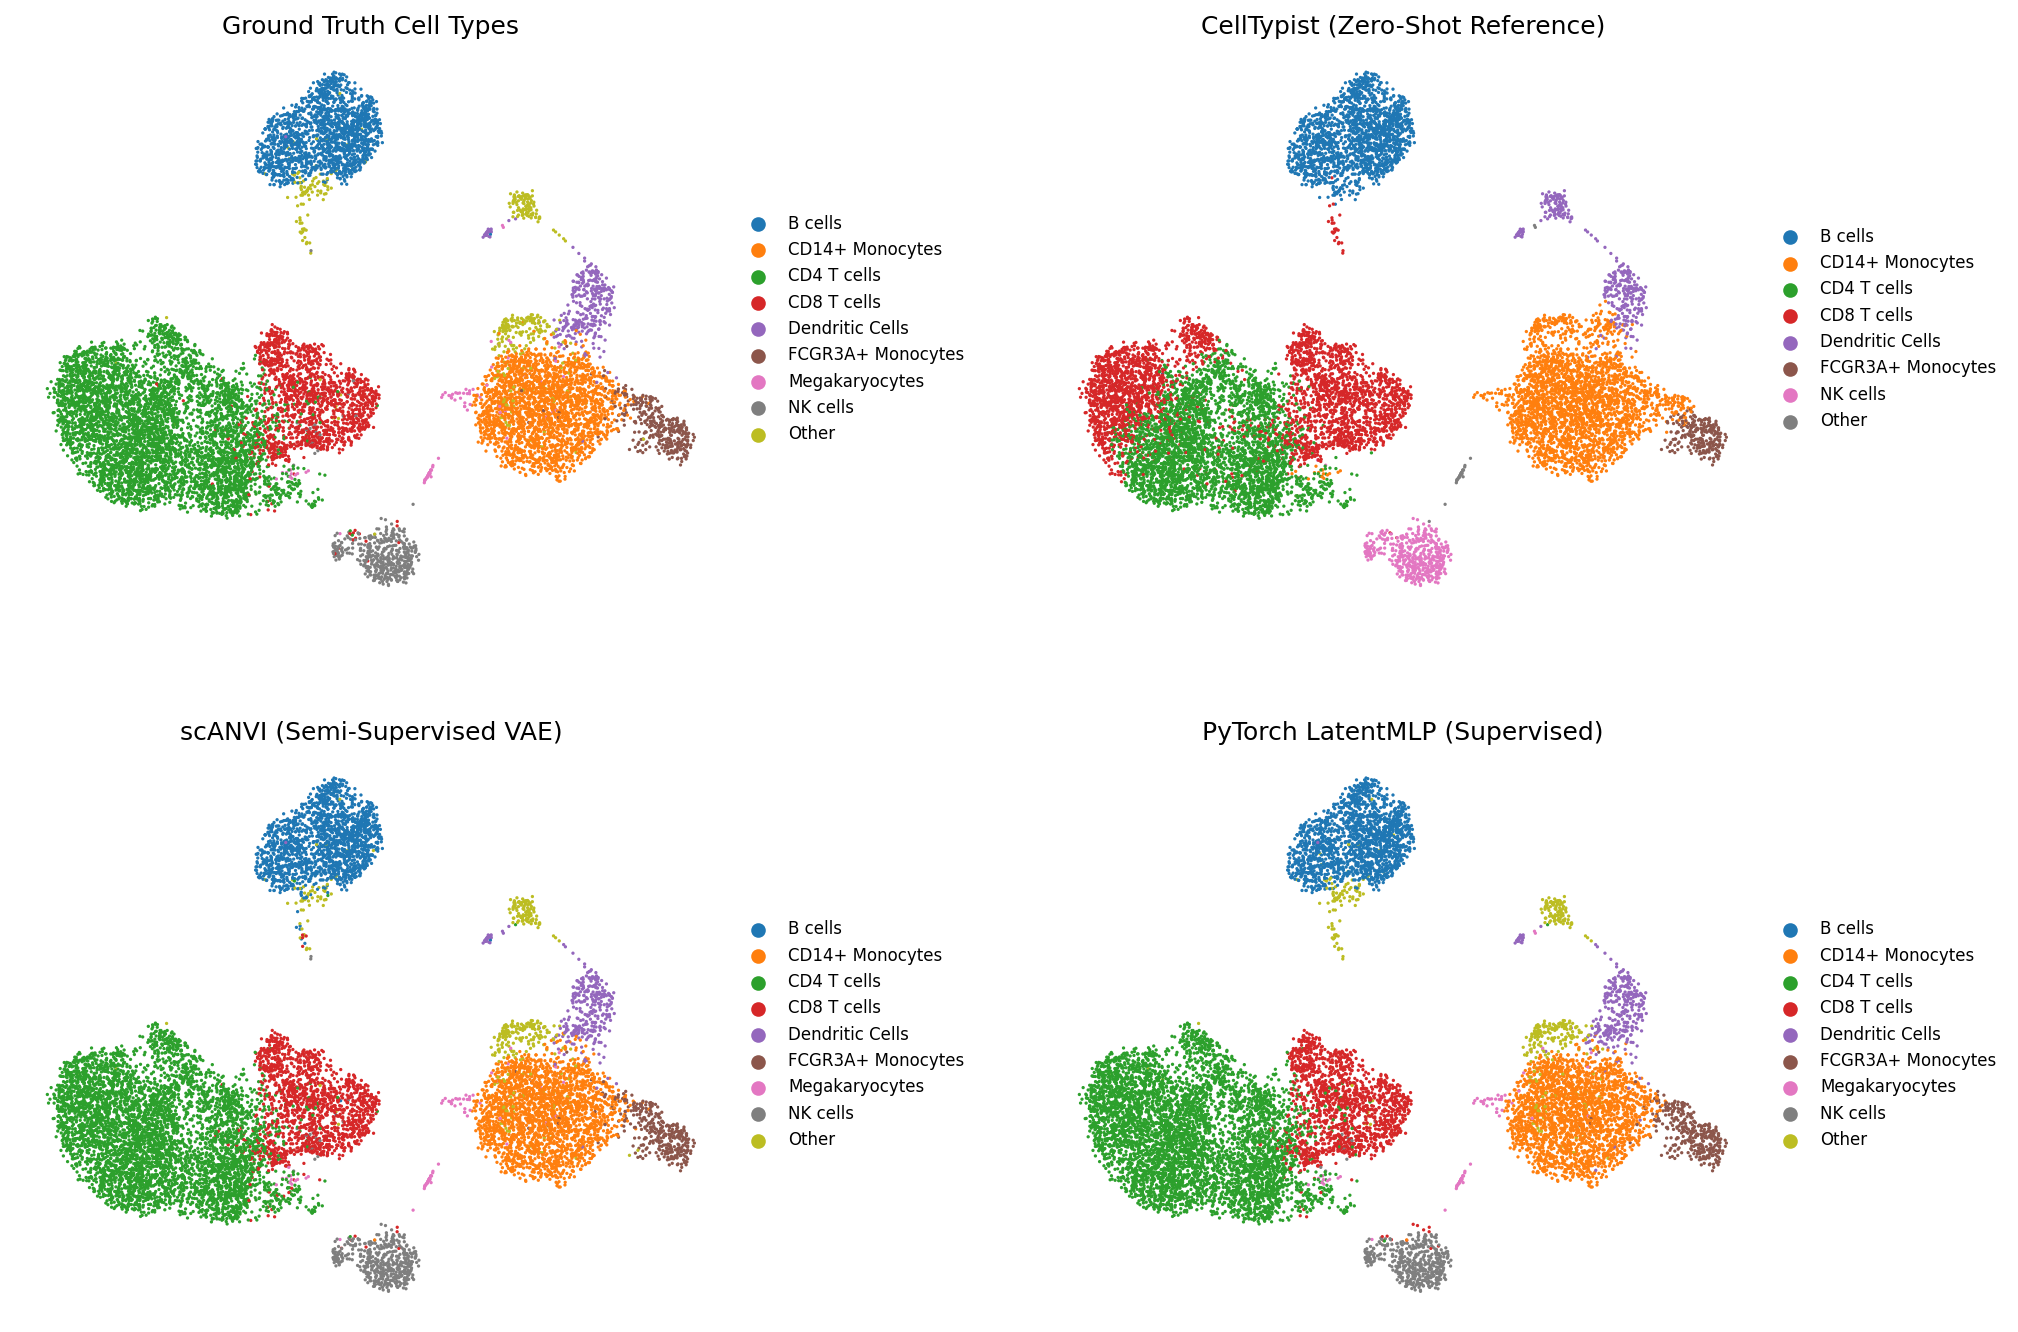 Ground Truth Cell Types
B cells
CD14+ Monocytes
CD4 T cells
CD8 T cells
Dendritic Cells
FCGR3A+ Monocytes
Megakaryocytes
NK cells
Other
CellTypist (Zero-Shot Reference)
B cells
CD14+ Monocytes
CD4 T cells
CD8 T cells
Dendritic Cells
FCGR3A+ Monocytes
NK cells
Other
scANVI (Semi-Supervised VAE)
B cells
CD14+ Monocytes
CD4 T cells
CD8 T cells
Dendritic Cells
FCGR3A+ Monocytes
Megakaryocytes
NK cells
Other
PyTorch LatentMLP (Supervised)
B cells
CD14+ Monocytes
CD4 T cells
CD8 T cells
Dendritic Cells
FCGR3A+ Monocytes
Megakaryocytes
NK cells
Other